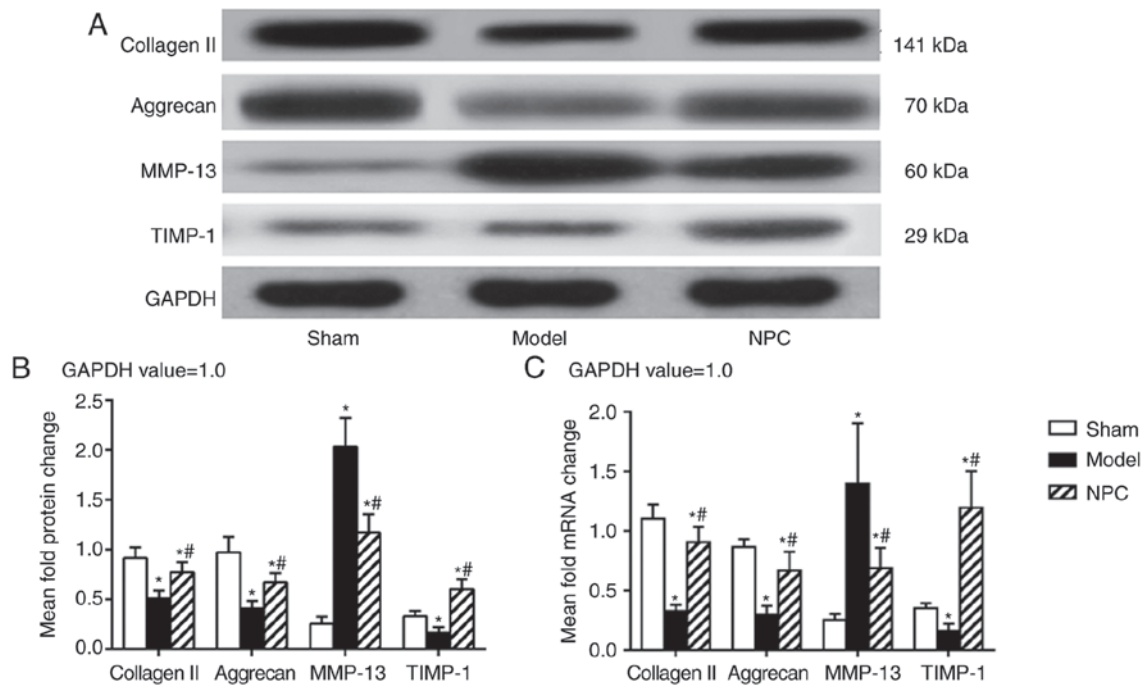 A
Collagen II
141 kDa
Aggrecan
70 kDa
MMP-13
60 kDa
TIMP-1
29 kDa
GAPDH
Sham Model NPC
B GAPDH value=1.0
Mean fold protein change
2.5
2.0
1.5
1.0
0.5
0.0
* *# * *# * *# * *#
Collagen II Aggrecan MMP-13 TIMP-1
C GAPDH value=1.0
Mean fold mRNA change
2.0
1.5
1.0
0.5
0.0
* *# * *# * *# * *#
Collagen II Aggrecan MMP-13 TIMP-1
Sham
Model
NPC